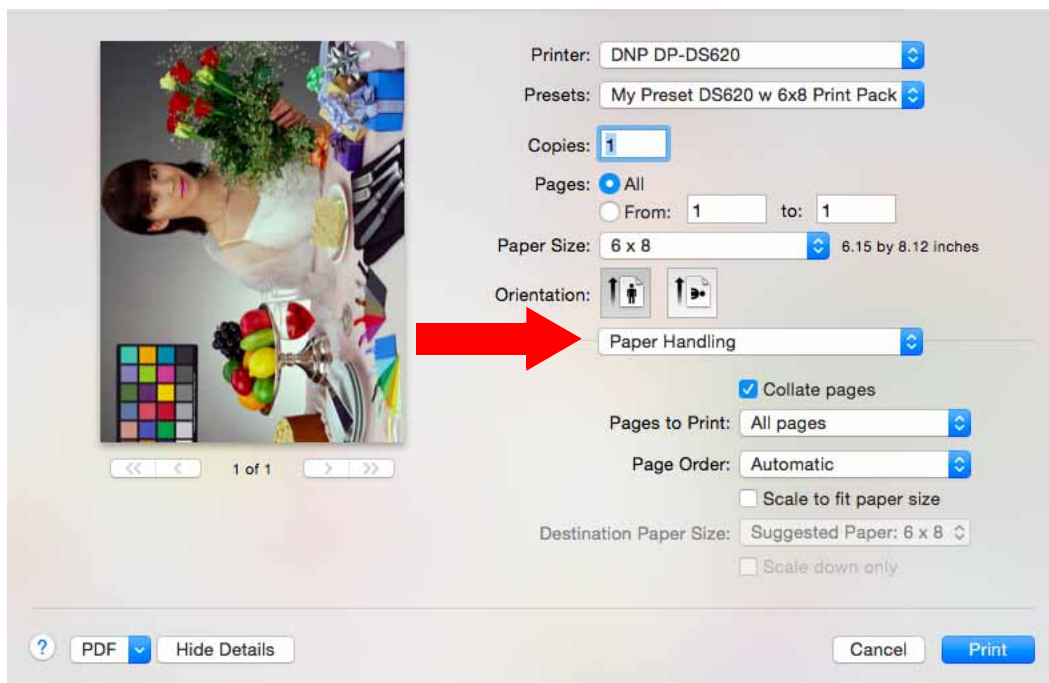 Printer: DNP DP-DS620
Presets: My Preset DS620 w 6x8 Print Pack
Copies: 1
Pages: All
From: 1 to: 1
Paper Size: 6 x 8 6.15 by 8.12 inches
Orientation:
Paper Handling
Collate pages
Pages to Print: All pages
Page Order: Automatic
Scale to fit paper size
Destination Paper Size: Suggested Paper: 6 x 8
Scale down only
<< < 1 of 1 > >>
? PDF Hide Details Cancel Print